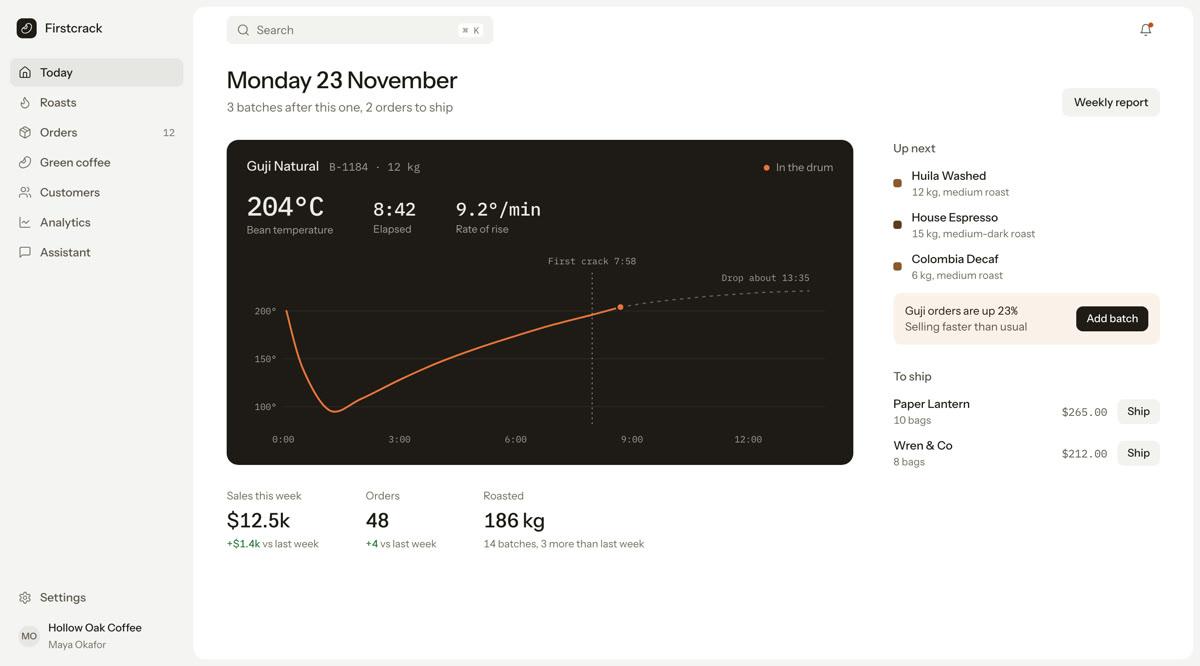 Firstcrack
Search
⌘ K
Today
Roasts
Orders 12
Green coffee
Customers
Analytics
Assistant
Settings
MO
Hollow Oak Coffee
Maya Okafor
Monday 23 November
3 batches after this one, 2 orders to ship
Weekly report
Guji Natural B-1184 · 12 kg
In the drum
204°C 8:42 9.2°/min
Bean temperature Elapsed Rate of rise
First crack 7:58
Drop about 13:35
200°
150°
100°
0:00 3:00 6:00 9:00 12:00
Sales this week
$12.5k
+$1.4k vs last week
Orders
48
+4 vs last week
Roasted
186 kg
14 batches, 3 more than last week
Up next
Huila Washed
12 kg, medium roast
House Espresso
15 kg, medium-dark roast
Colombia Decaf
6 kg, medium roast
Guji orders are up 23%
Selling faster than usual
Add batch
To ship
Paper Lantern
10 bags
$265.00 Ship
Wren & Co
8 bags
$212.00 Ship